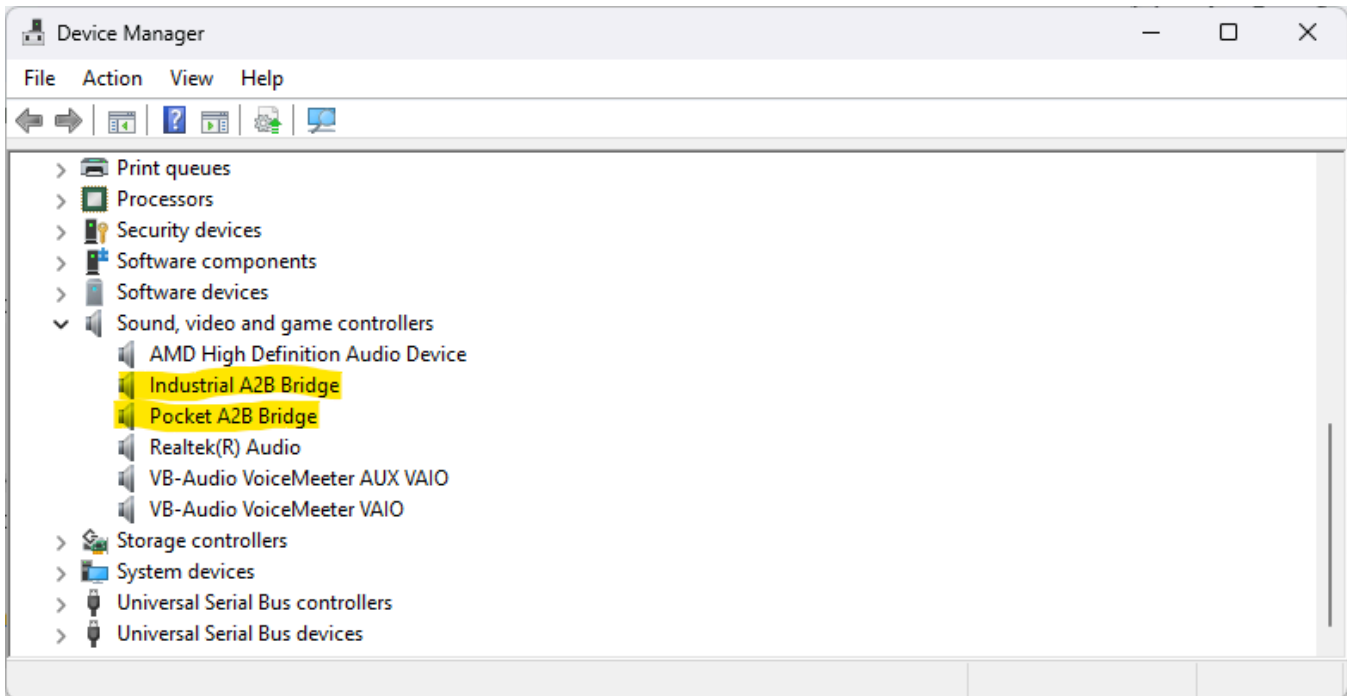 Device Manager
File Action View Help
Print queues
Processors
Security devices
Software components
Software devices
Sound, video and game controllers
AMD High Definition Audio Device
Industrial A2B Bridge
Pocket A2B Bridge
Realtek(R) Audio
VB-Audio VoiceMeeter AUX VAIO
VB-Audio VoiceMeeter VAIO
Storage controllers
System devices
Universal Serial Bus controllers
Universal Serial Bus devices